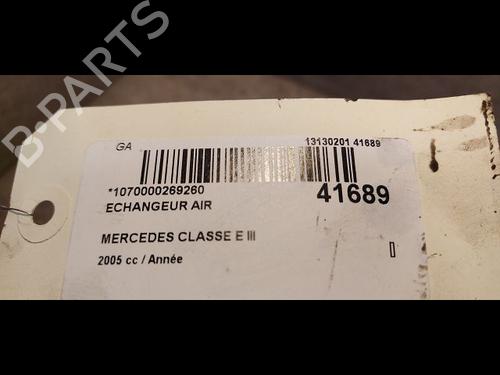 B-PARTS
GA
13130201 41689
*1070000269260
41689
ECHANGEUR AIR
MERCEDES CLASSE E III
2005 cc / Année